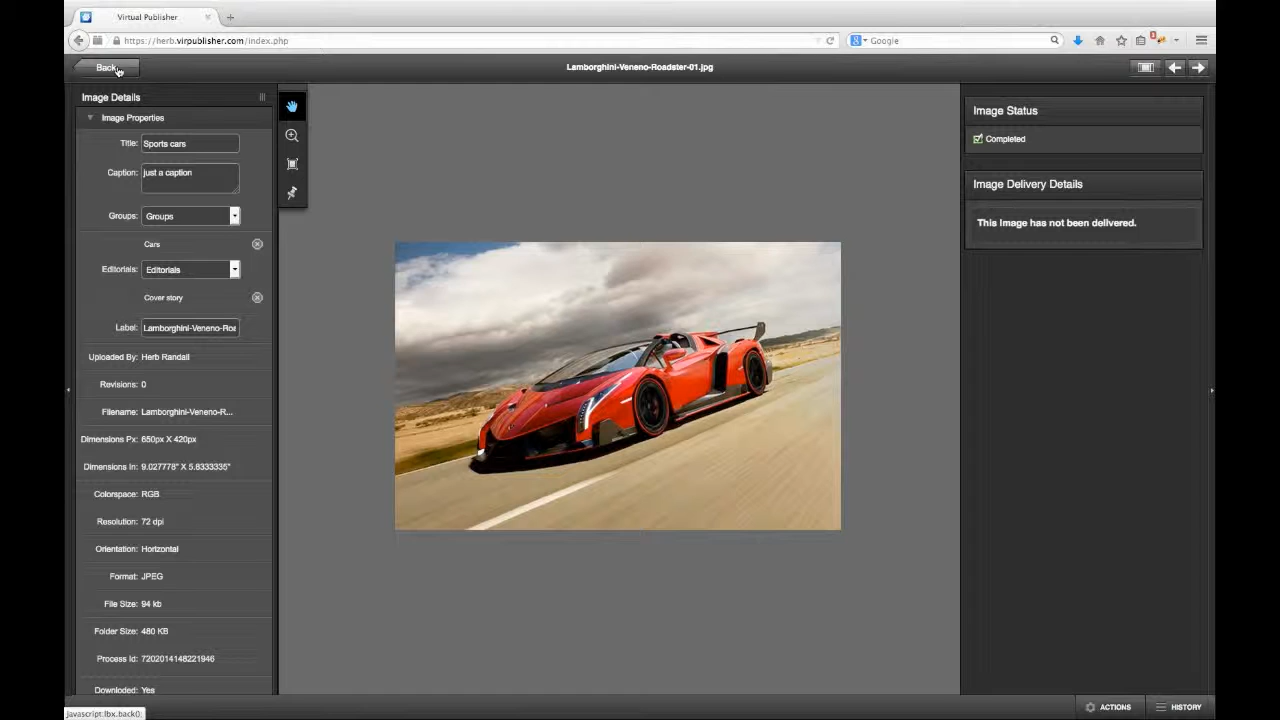 Virtual Publisher
https://herb.virpublisher.com/index.php
Google
3
Back
Lamborghini-Veneno-Roadster-01.jpg
Image Details
Image Properties
Title: Sports cars
Caption: just a caption
Groups: Groups
Cars
Editorials: Editorials
Cover story
Label: Lamborghini-Veneno-Roa
Uploaded By: Herb Randall
Revisions: 0
Filename: Lamborghini-Veneno-R...
Dimensions Px: 650px X 420px
Dimensions In: 9.027778" X 5.8333335"
Colorspace: RGB
Resolution: 72 dpi
Orientation: Horizontal
Format: JPEG
File Size: 94 kb
Folder Size: 480 KB
Process Id: 7202014148221946
Downloded: Yes
Image Status
Completed
Image Delivery Details
This image has not been delivered.
ACTIONS
HISTORY
javascript:lbx.back();